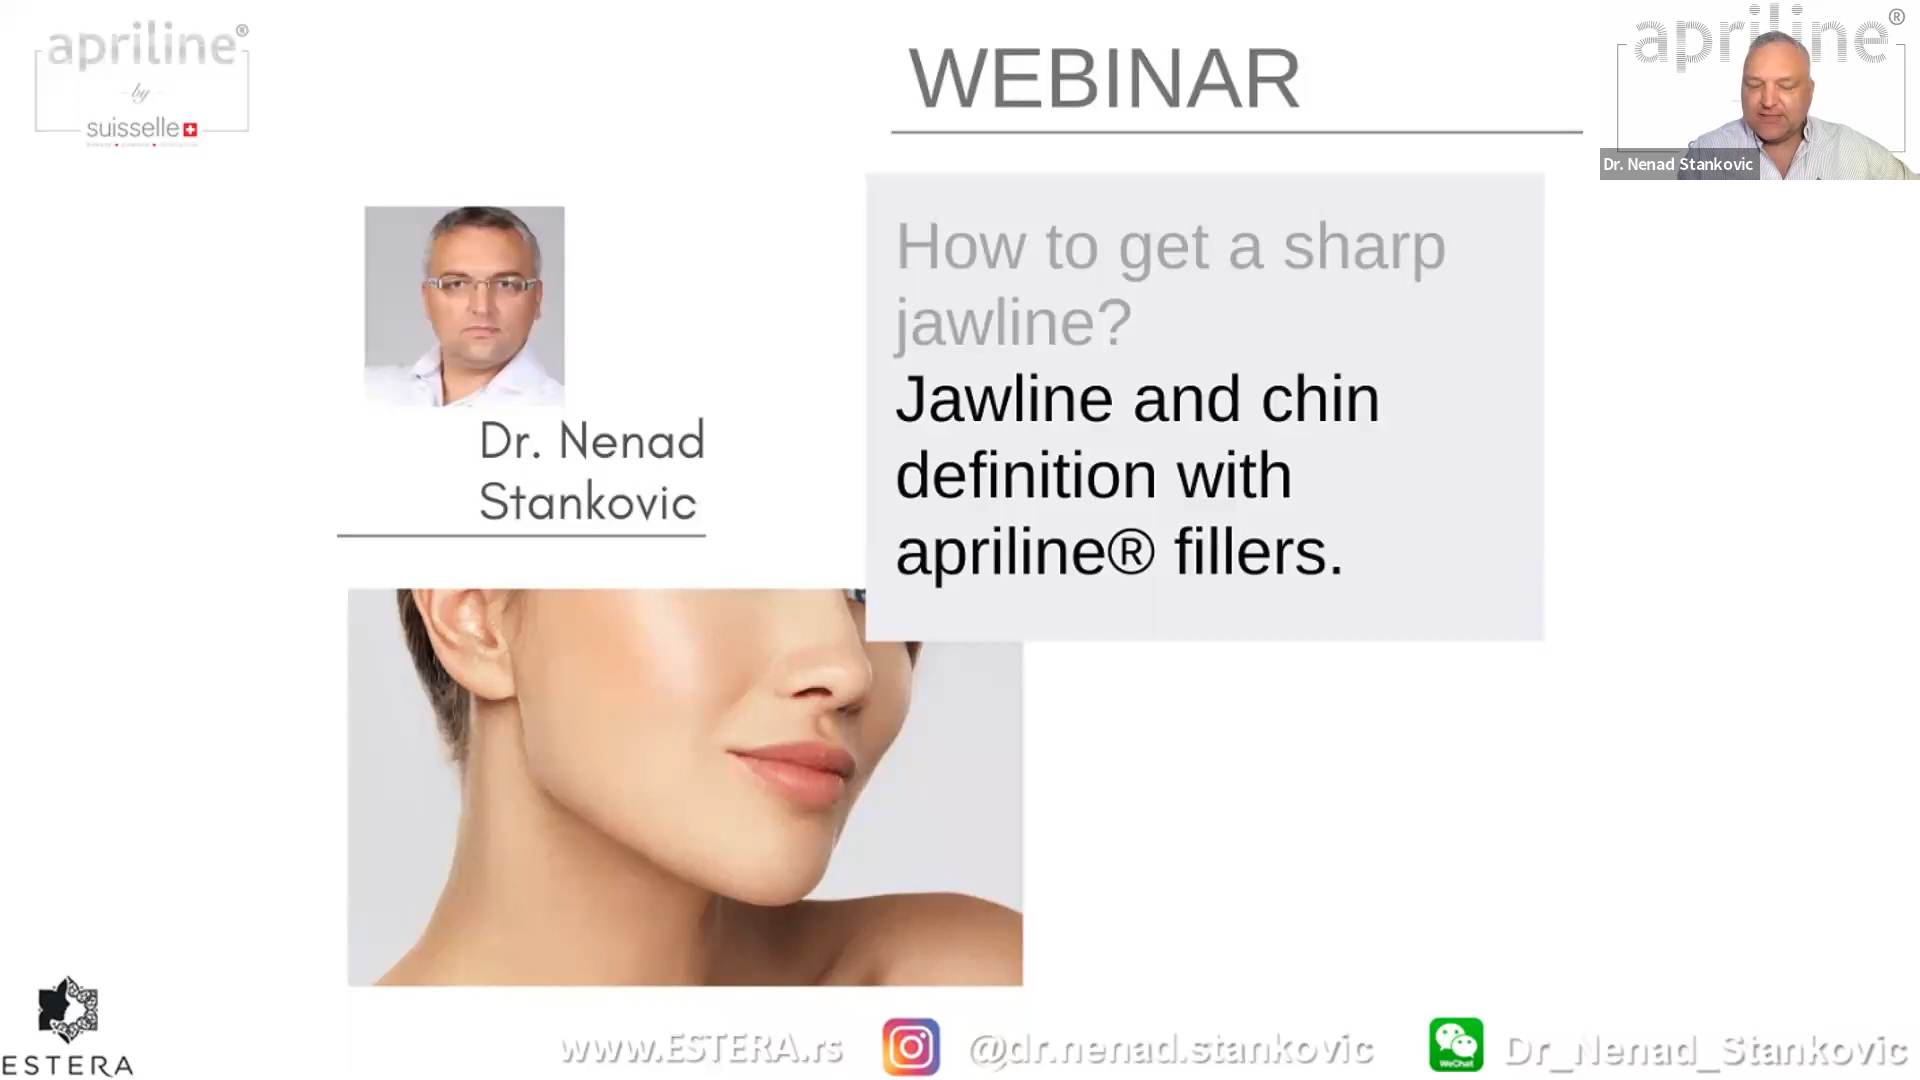 apriline®
by
suisselle
WEBINAR
apriline®
Dr. Nenad Stankovic
How to get a sharp
jawline?
Jawline and chin
definition with
apriline® fillers.
Dr. Nenad
Stankovic
ESTERA
www.ESTERA.rs
@dr.nenad.stankovic
WeChat
Dr_Nenad_Stankovic